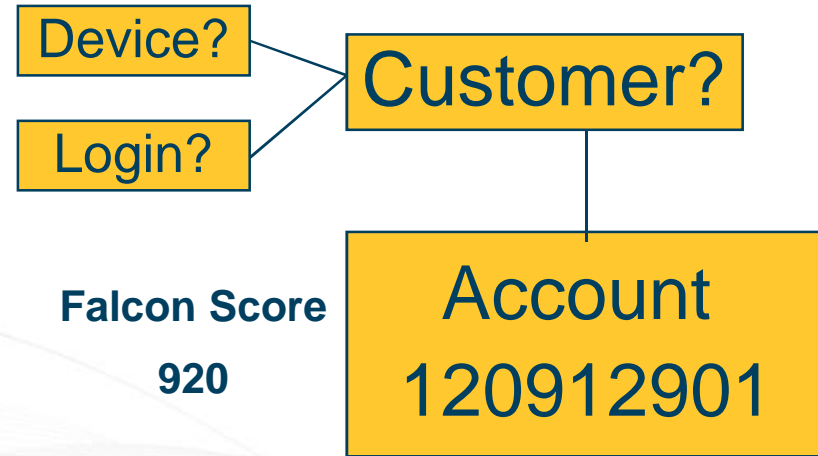 Device?
Customer?
Login?
Falcon Score
920
Account
120912901